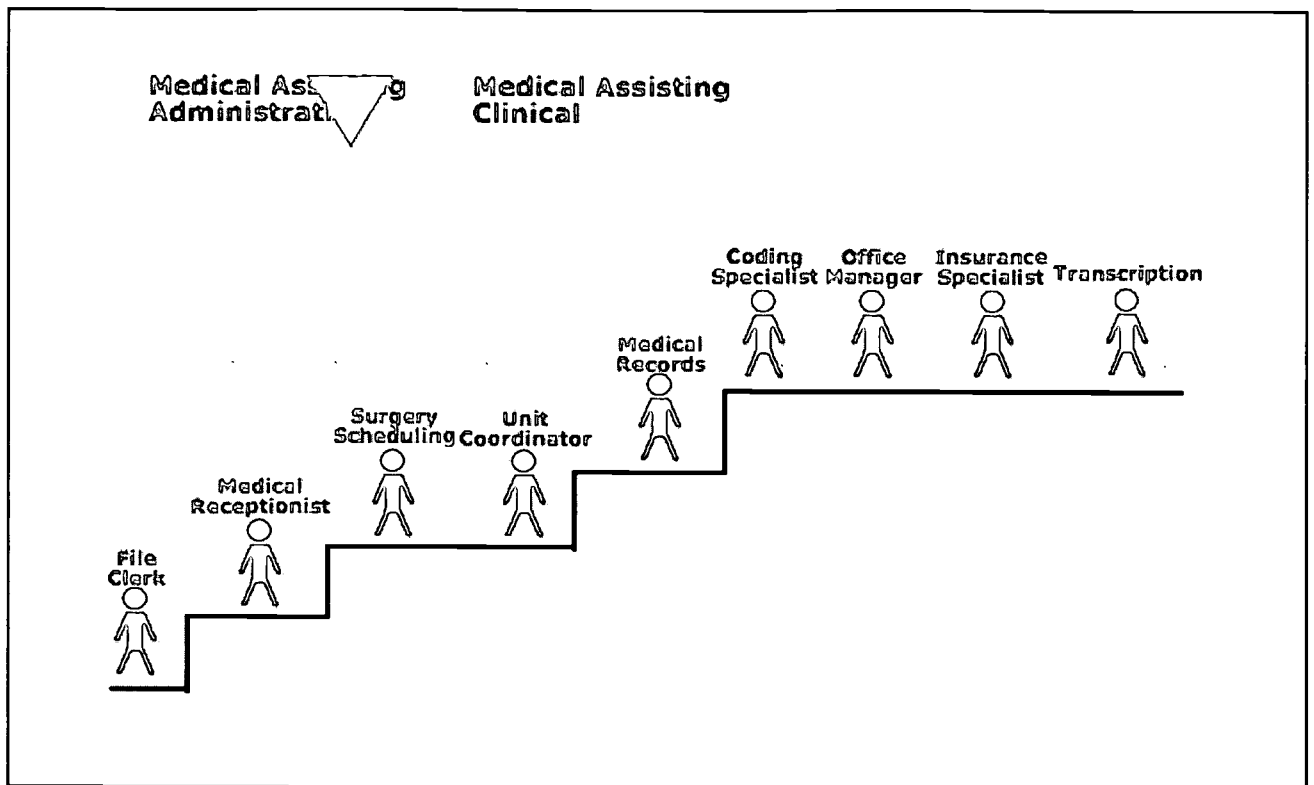 Medical
Medical Assisting
Clinical
Coding
Specialist
Office
Manager
Insurance
Specialist
Transcription
Medical
Records
Surgery
Scheduling
Unit
Coordinator
Medical
Receptionist
File
Clerk